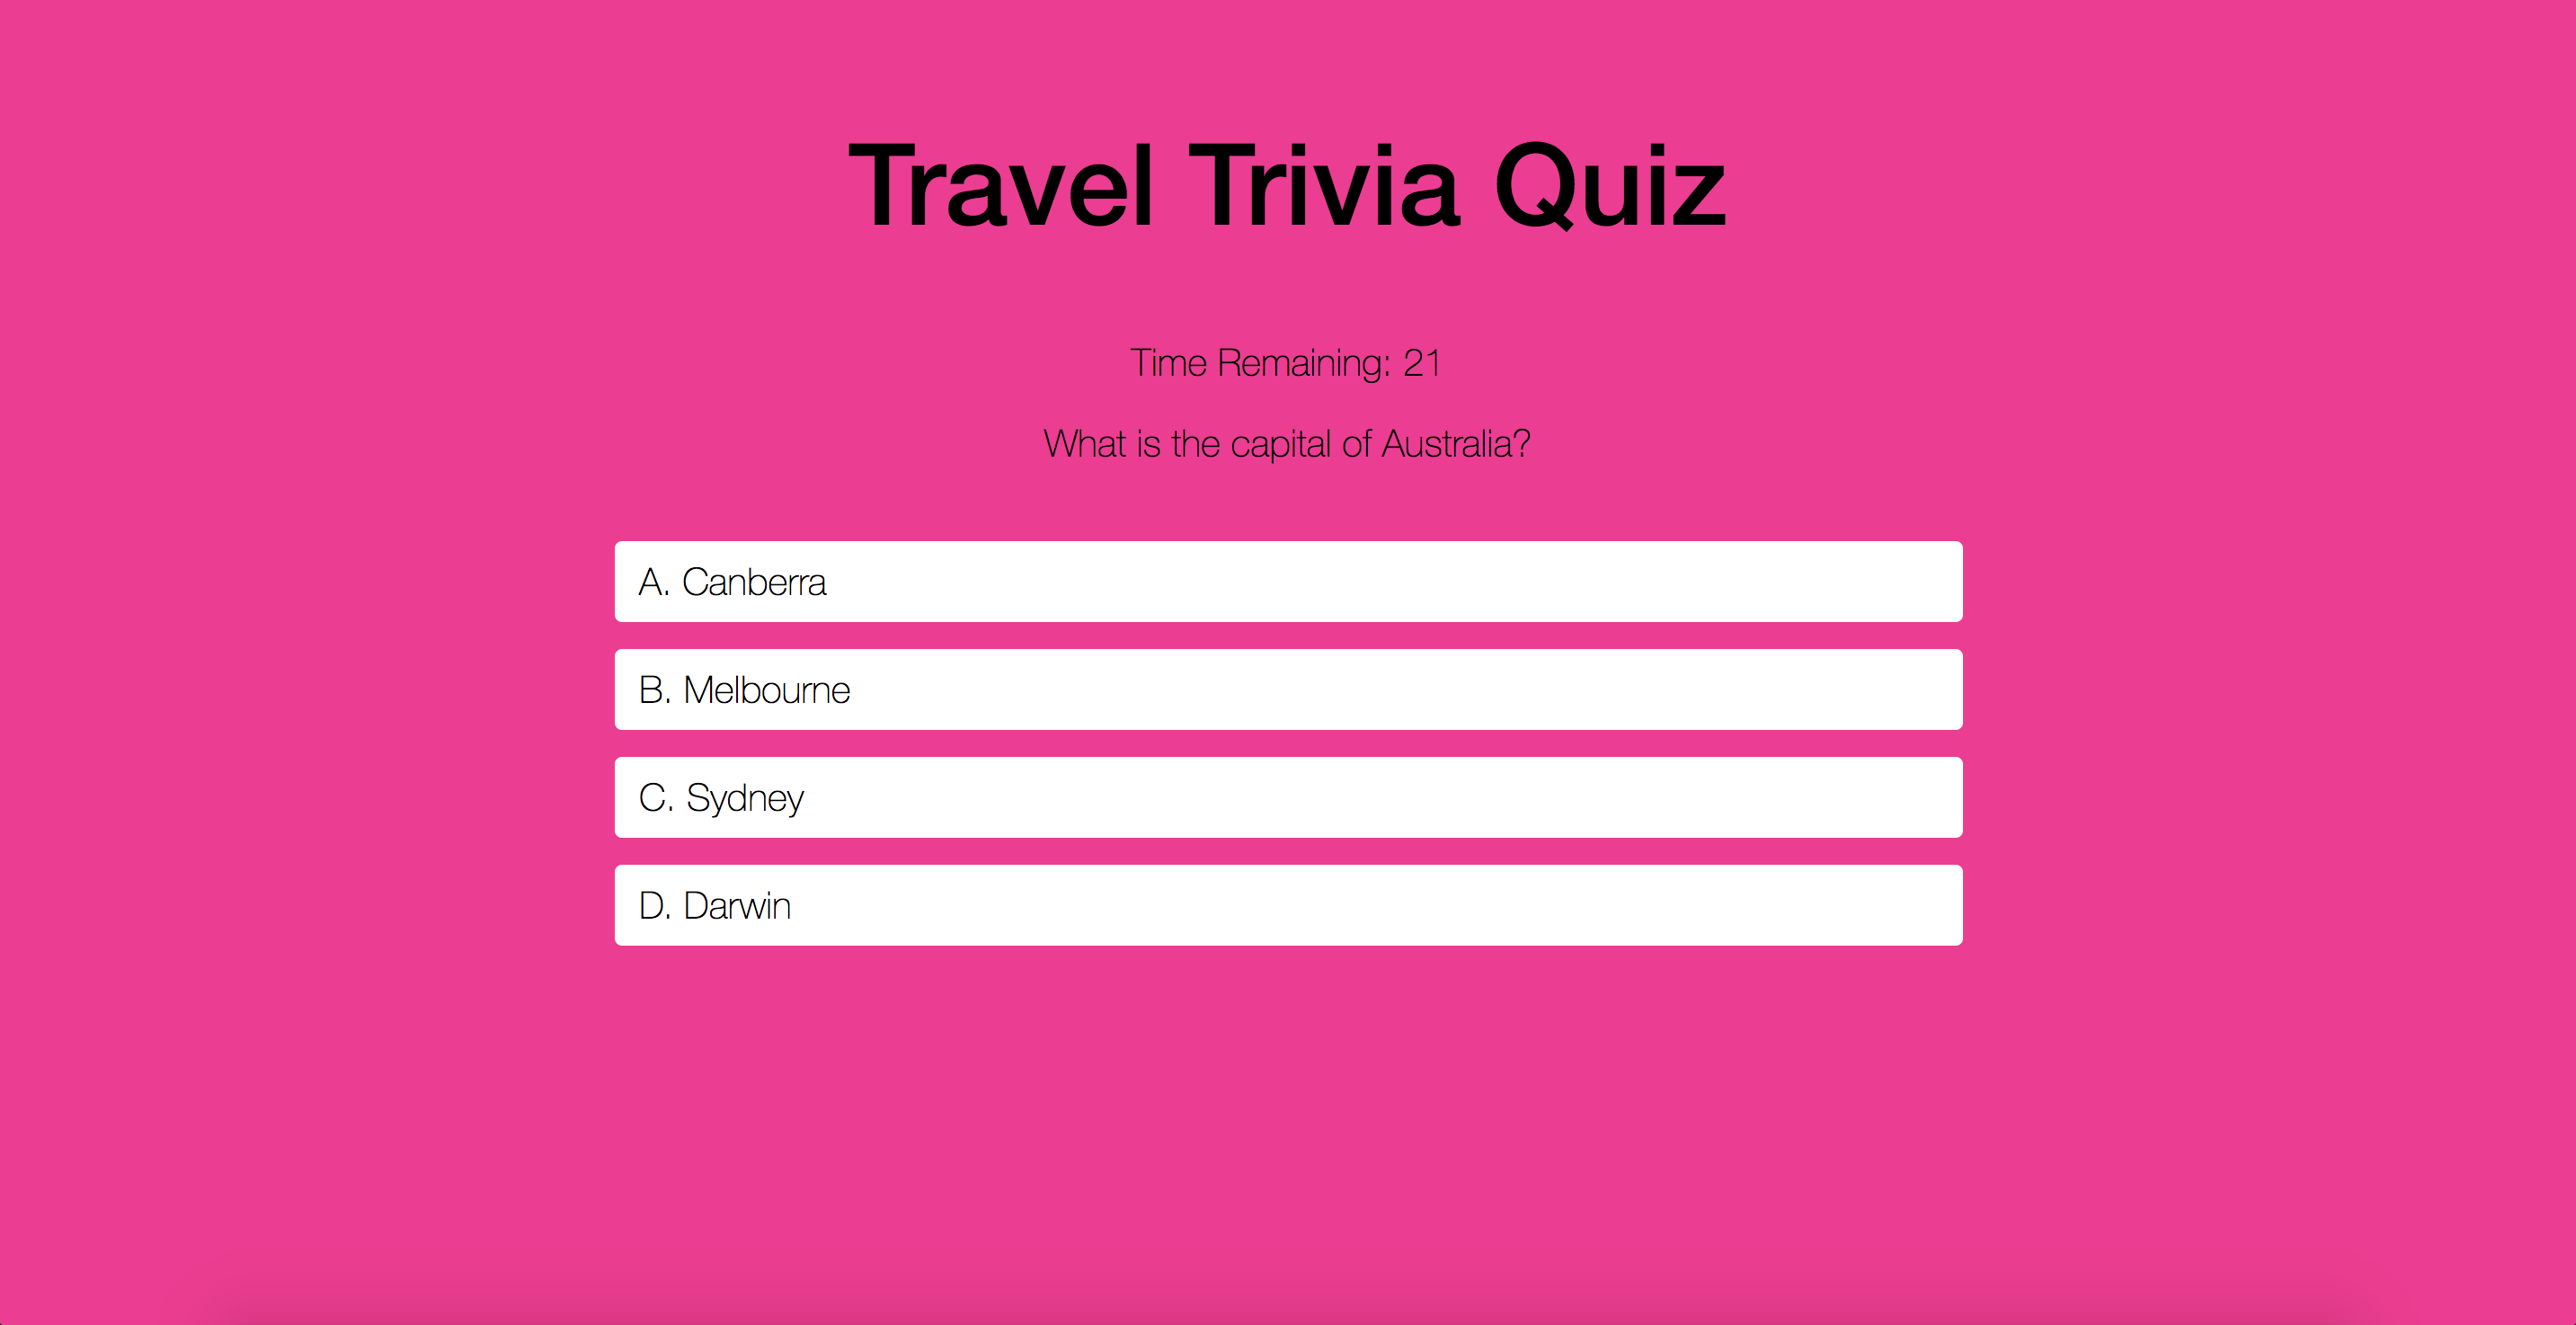 Travel Trivia Quiz
Time Remaining: 21
What is the capital of Australia?
A. Canberra
B. Melbourne
C. Sydney
D. Darwin